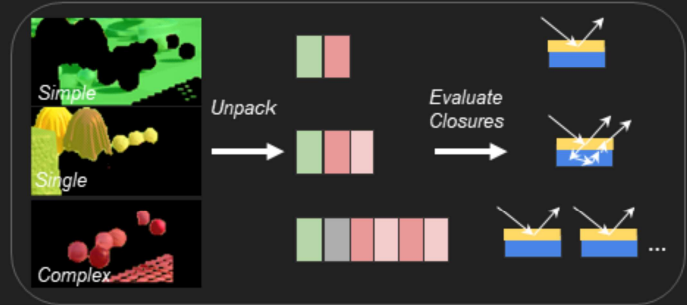 Simple
Unpack
Evaluate
Closures
Single
Complex
...